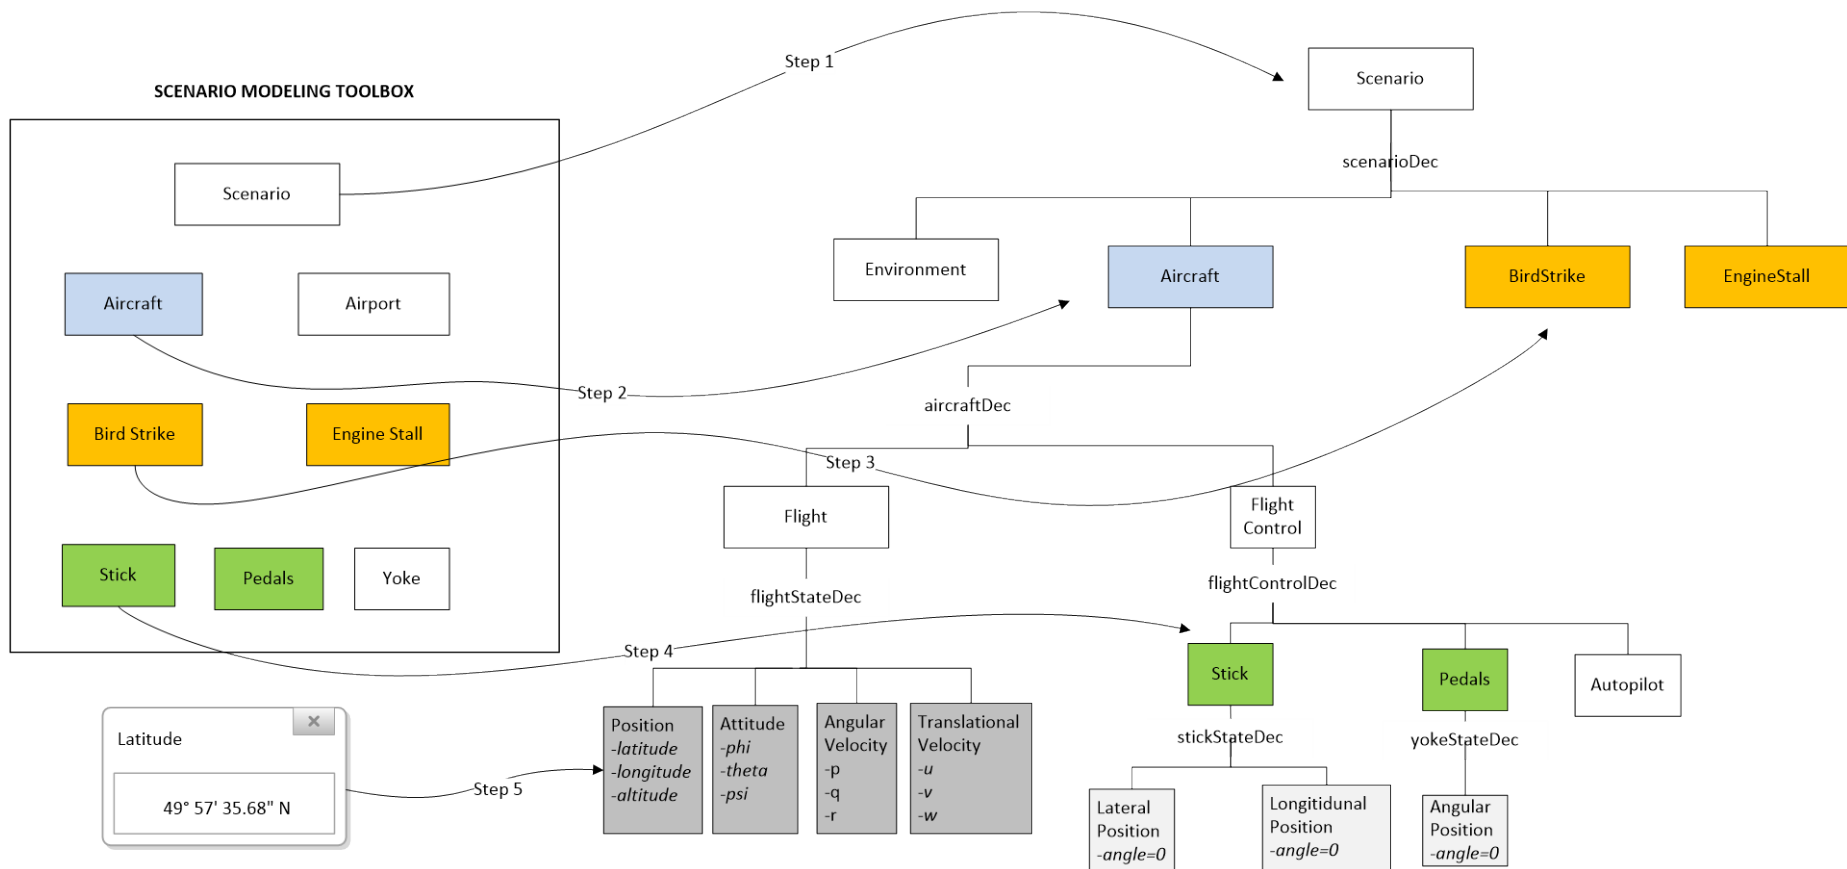 Step 1
Scenario
SCENARIO MODELING TOOLBOX
scenarioDec
Scenario
Environment
Aircraft
BirdStrike
EngineStall
Aircraft
Airport
Step 2
aircraftDec
Bird Strike
Engine Stall
Step 3
Flight
Flight
Control
Stick
Pedals
Yoke
flightStateDec
flightControlDec
Step 4
Stick
Pedals
Autopilot
Latitude
49° 57' 35.68" N
Step 5
Position
-latitude
-longitude
-altitude
Attitude
-phi
-theta
-psi
Angular
Velocity
-p
-q
-r
Translational
Velocity
-u
-v
-w
stickStateDec
yokeStateDec
Lateral
Position
-angle=0
Longitidunal
Position
-angle=0
Angular
Position
-angle=0